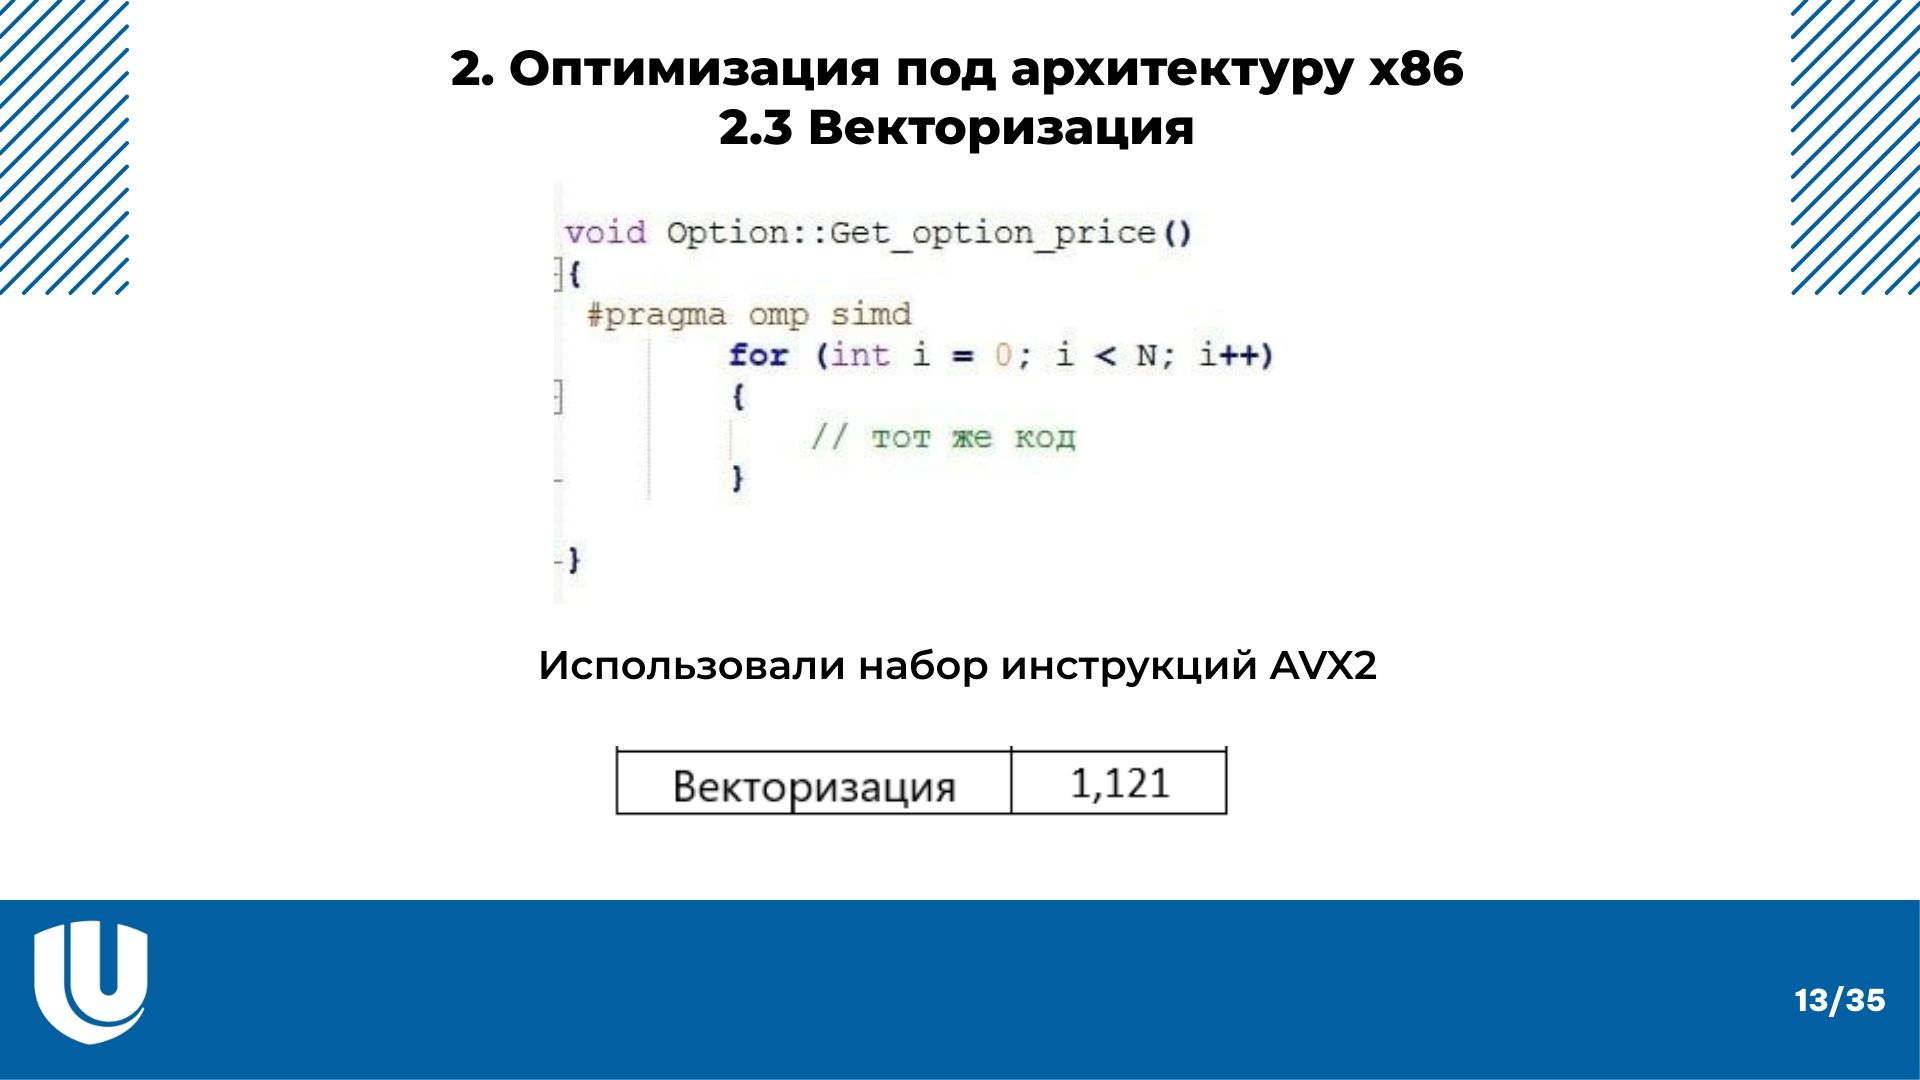 2. Оптимизация под архитектуру x86
2.3 Векторизация
void Option::Get_option_price()
{
#pragma omp simd
for (int i = 0; i < N; i++)
{
// тот же код
}
}
Использовали набор инструкций AVX2
Векторизация 1,121
13/35